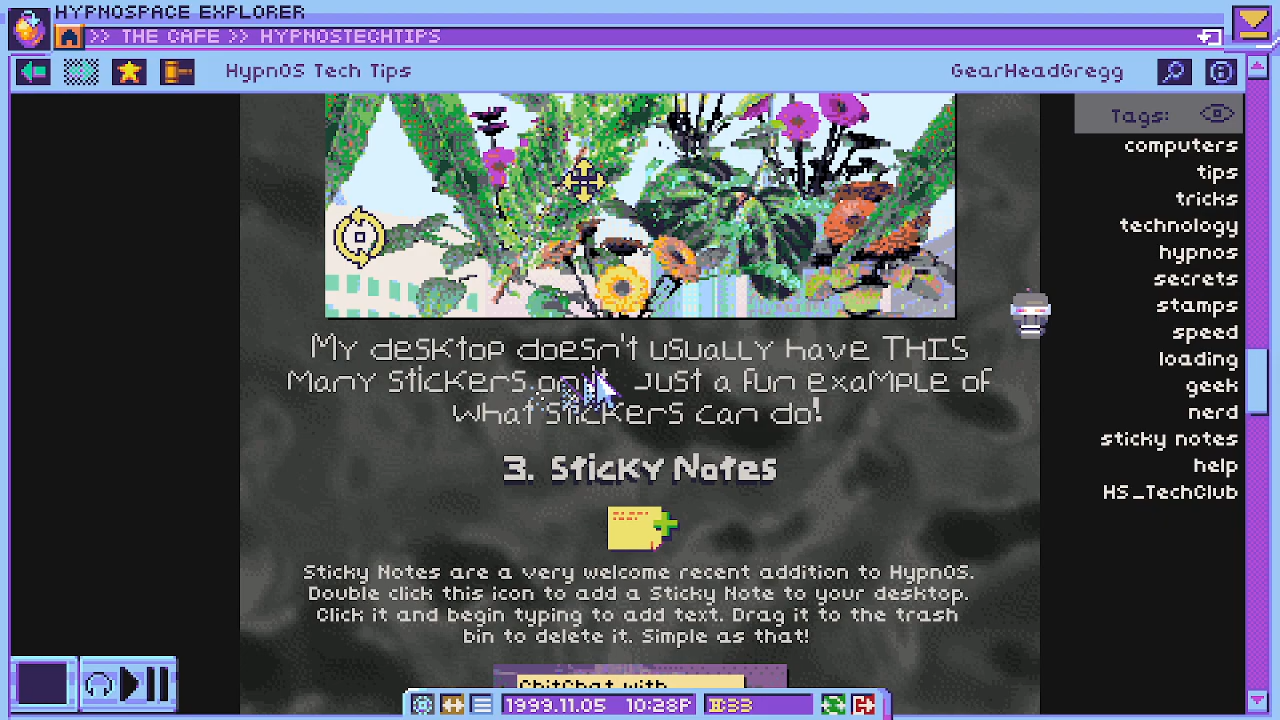 HYPNOSPACE EXPLORER
>> THE CAFE >> HYPNOSTECHTIPS
HypnOS Tech Tips
GearHeadGregg
Tags:
computers
tips
tricks
technology
hypnos
secrets
stamps
speed
loading
geek
nerd
sticky notes
help
HS_TechClub
My desktop doesn't usually have THIS
many stickers on it. Just a fun example of
what stickers can do!
3. Sticky Notes
Sticky Notes are a very welcome recent addition to HypnOS.
Double click this icon to add a Sticky Note to your desktop.
Click it and begin typing to add text. Drag it to the trash
bin to delete it. Simple as that!
ChitChat with
1999.11.05 10:28P
33